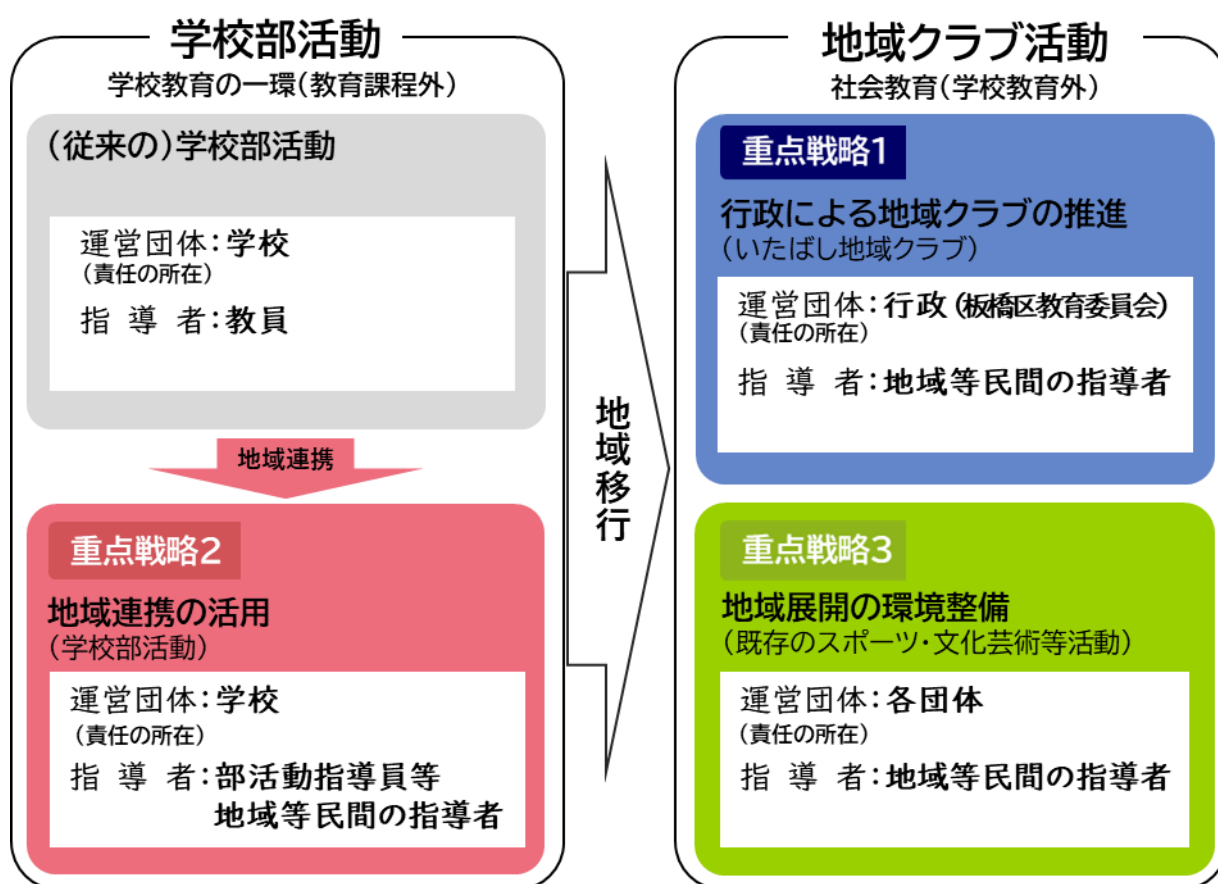 学校部活動
学校教育の一環(教育課程外)
(従来の)学校部活動
運営団体:学校
(責任の所在)
指 導 者:教員
地域連携
重点戦略2
地域連携の活用
(学校部活動)
運営団体:学校
(責任の所在)
指 導 者:部活動指導員等
地域等民間の指導者
地域移行
地域クラブ活動
社会教育(学校教育外)
重点戦略1
行政による地域クラブの推進
(いたばし地域クラブ)
運営団体:行政(板橋区教育委員会)
(責任の所在)
指 導 者:地域等民間の指導者
重点戦略3
地域展開の環境整備
(既存のスポーツ・文化芸術等活動)
運営団体:各団体
(責任の所在)
指 導 者:地域等民間の指導者